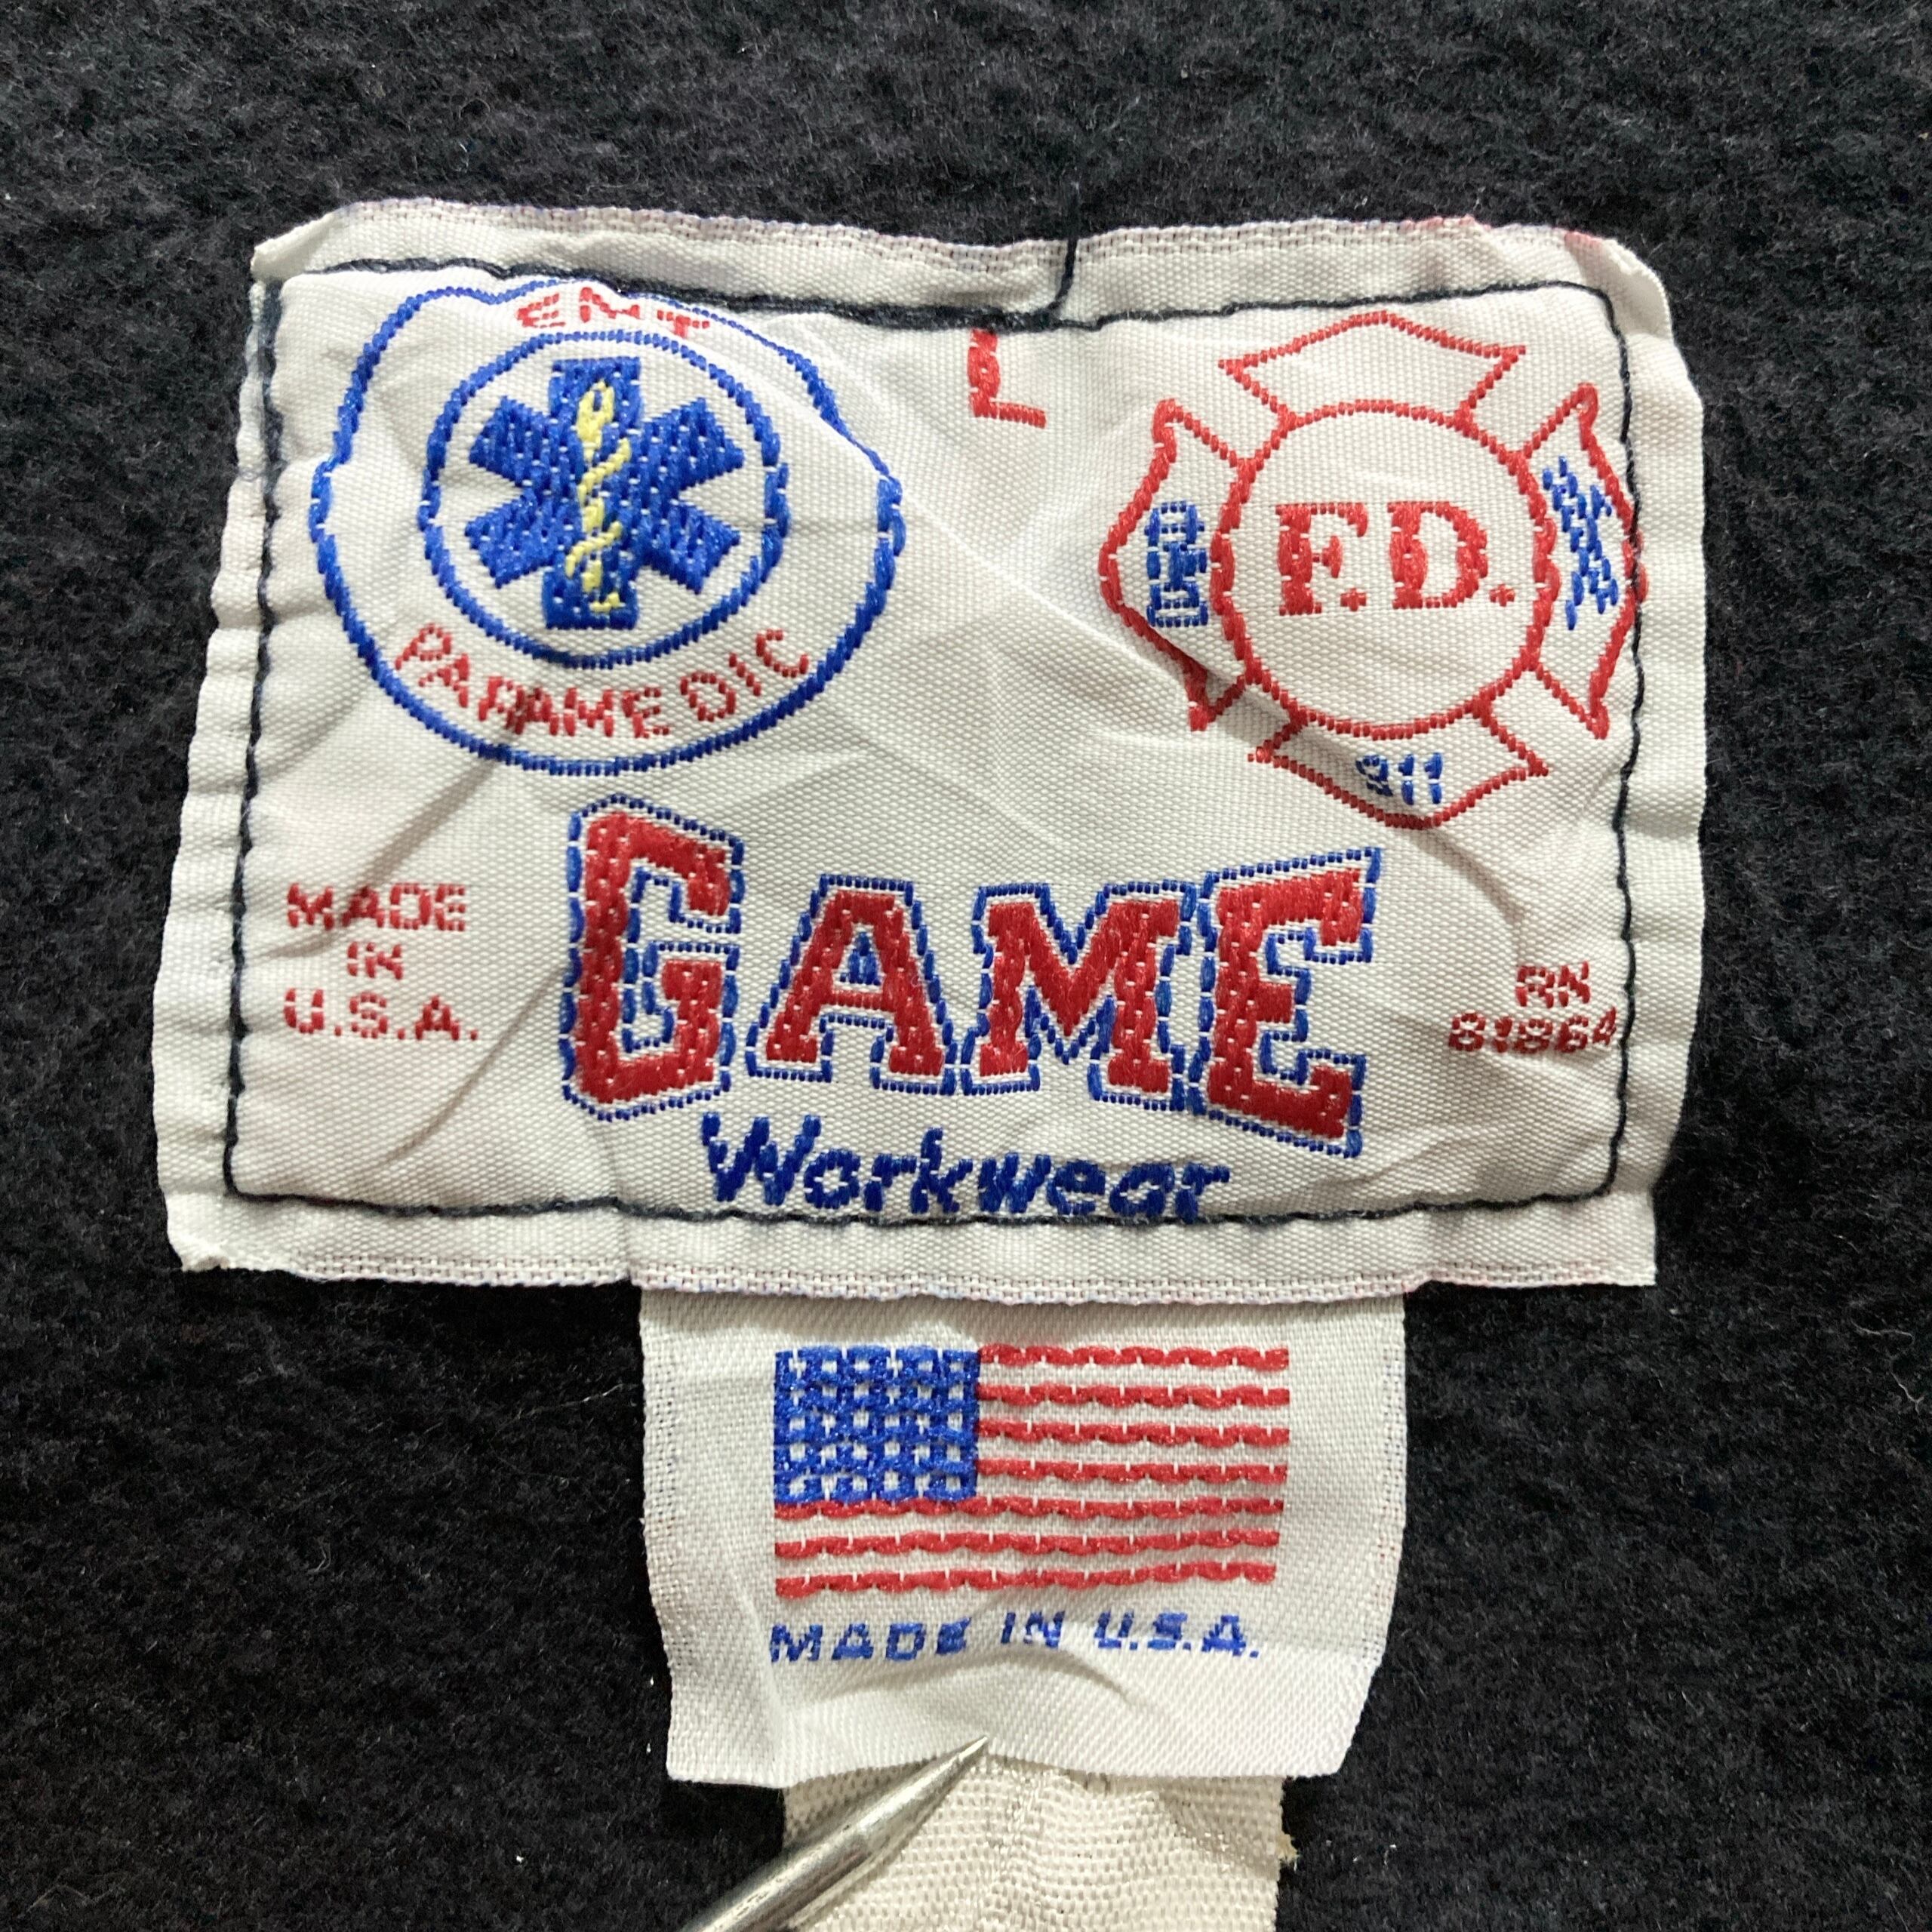 EMT
PARAMEDIC
L
F.D.
911
MADE
IN
U.S.A.
GAME
Workwear
RN
81864
MADE IN U.S.A.